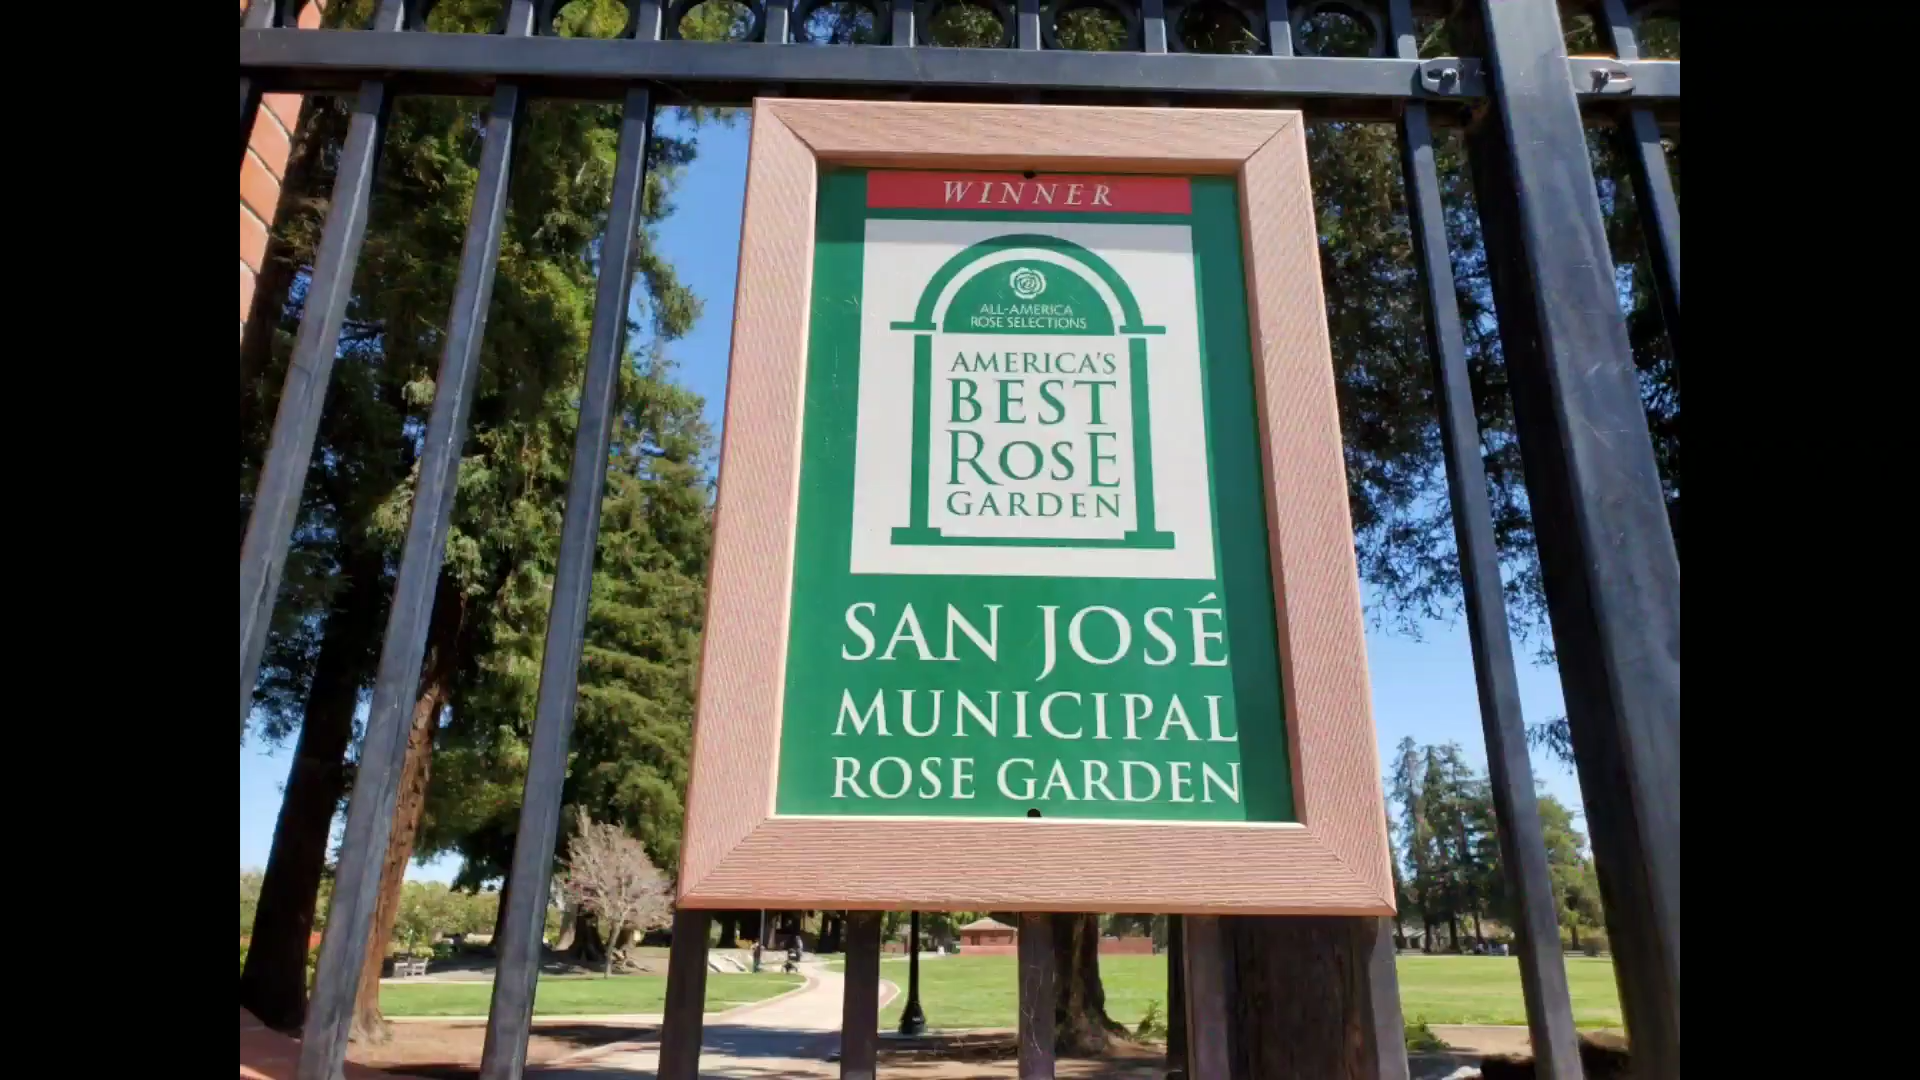 WINNER
ALL-AMERICA
ROSE SELECTIONS
AMERICA'S
BEST
ROSE
GARDEN
SAN JOSÉ
MUNICIPAL
ROSE GARDEN